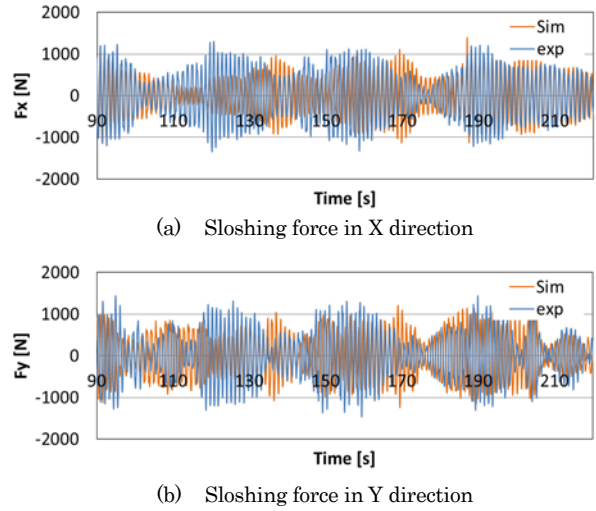 2000
1000
0
-1000
-2000
Fx [N]
Sim
exp
90 110 130 150 170 190 210
Time [s]
(a) Sloshing force in X direction
2000
1000
0
-1000
-2000
Fy [N]
Sim
exp
90 110 130 150 170 190 210
Time [s]
(b) Sloshing force in Y direction